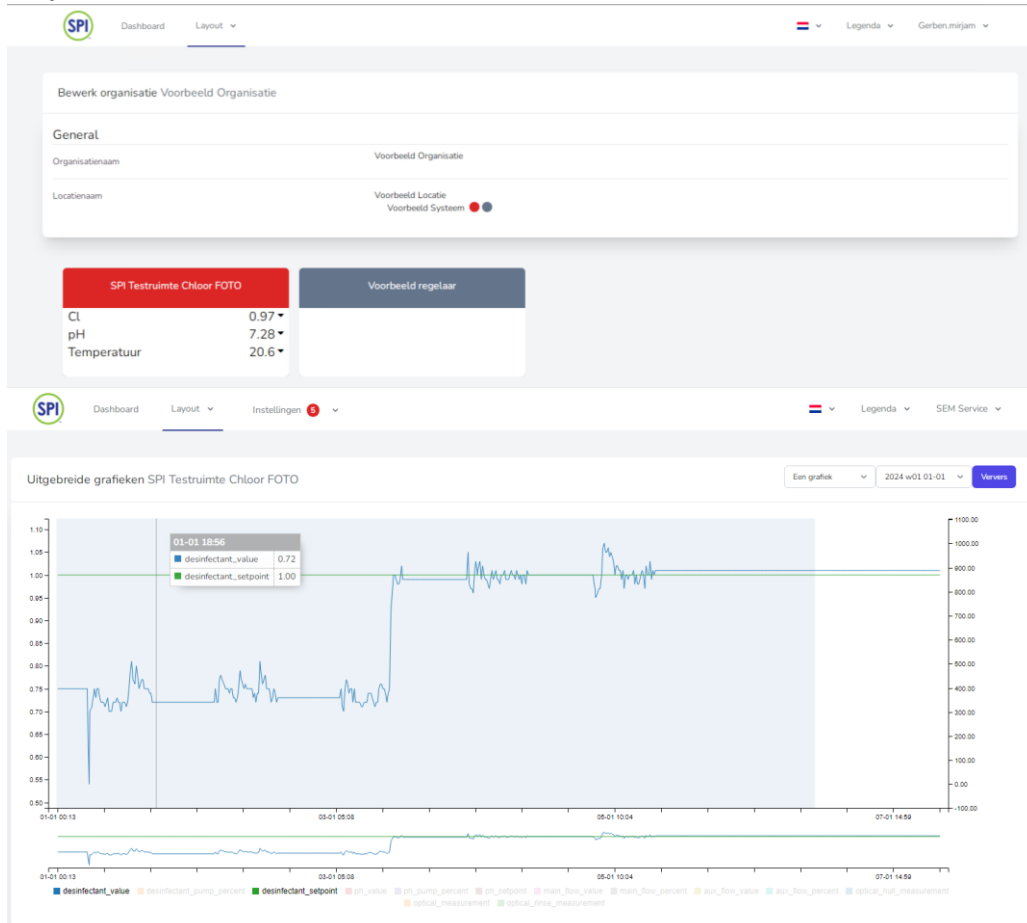 SPI Dashboard Layout Legenda Gerben.mirjam
Bewerk organisatie Voorbeeld Organisatie
General
Organisatienaam Voorbeeld Organisatie
Locatienaam Voorbeeld Locatie
Voorbeeld Systeem
SPI Testruimte Chloor FOTO Voorbeeld regelaar
Cl 0.97
pH 7.28
Temperatuur 20.6
SPI Dashboard Layout Instellingen 5 Legenda SEM Service
Uitgebreide grafieken SPI Testruimte Chloor FOTO Een grafiek 2024 w01 01-01 Ververs
1.10
1.05
1.00
0.95
0.90
0.85
0.80
0.75
0.70
0.65
0.60
0.55
0.50
01-01 18:56
desinfectant_value 0.72
desinfectant_setpoint 1.00
1100.00
1000.00
900.00
800.00
700.00
600.00
500.00
400.00
300.00
200.00
100.00
0.00
-100.00
01-01 00:13 03-01 05:08 05-01 10:04 07-01 14:59
01-01 00:13 03-01 05:08 05-01 10:04 07-01 14:59
desinfectant_value desinfectant_pump_percent desinfectant_setpoint ph_value ph_pump_percent ph_setpoint main_flow_value main_flow_percent aux_flow_value aux_flow_percent optical_null_measurement
optical_measurement optical_rinse_measurement